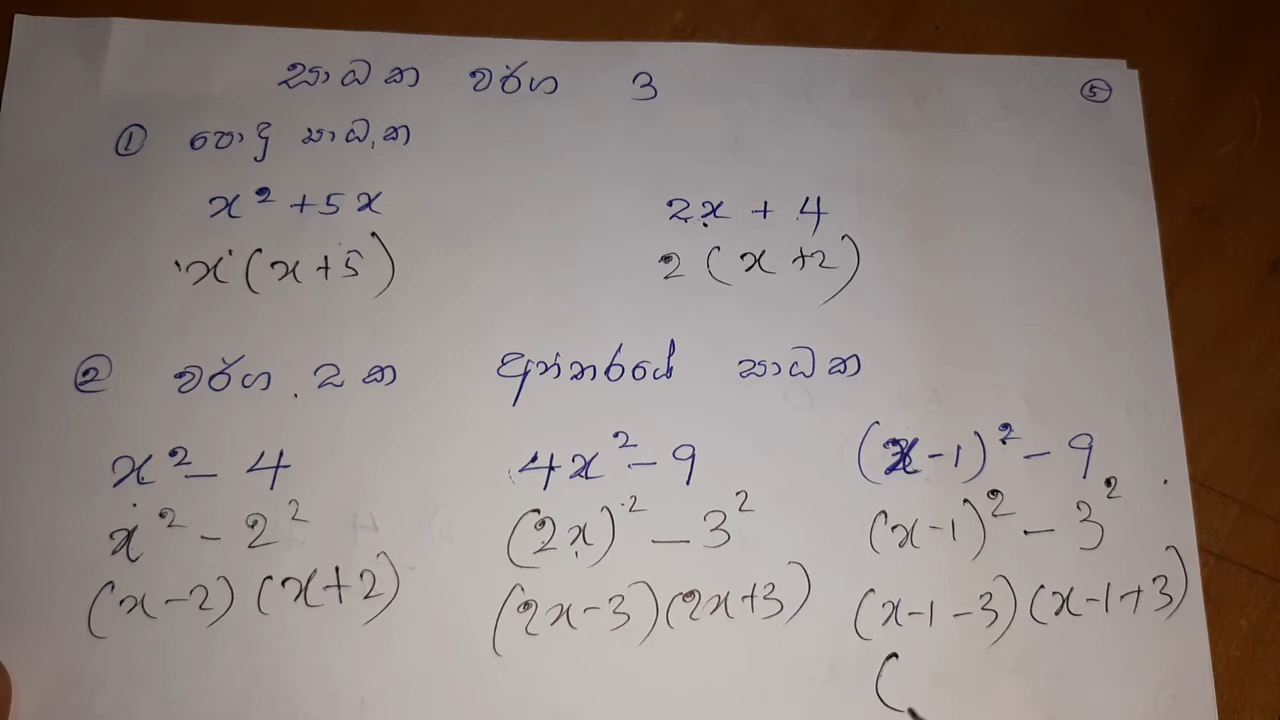 සාධක වර්ග 3 ⑤
① පොදු සාධක
x² + 5x 2x + 4
x(x+5) 2(x+2)
② වර්ග 2ක අන්තරයේ සාධක
x² - 4 4x² - 9 (x-1)² - 9
x² - 2² (2x)² - 3² (x-1)² - 3²
(x-2)(x+2) (2x-3)(2x+3) (x-1-3)(x-1+3)
(